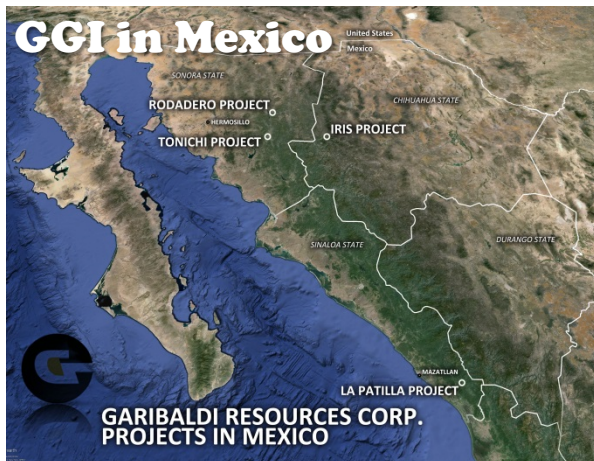 GGI in Mexico
United States
Mexico
SONORA STATE
CHIHUAHUA STATE
RODADERO PROJECT
HERMOSILLO
IRIS PROJECT
TONICHI PROJECT
SINALOA STATE
DURANGO STATE
MAZATLLAN
LA PATILLA PROJECT
GARIBALDI RESOURCES CORP.
PROJECTS IN MEXICO